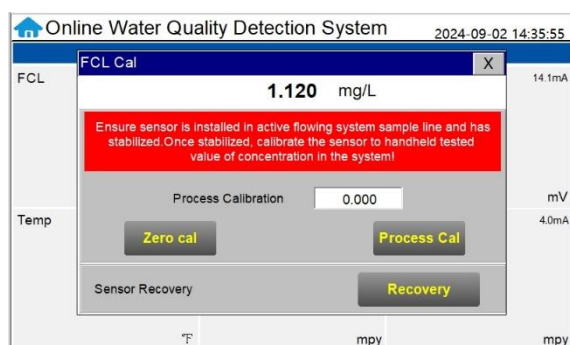 Online Water Quality Detection System
2024-09-02 14:35:55
FCL Cal
X
FCL
14.1mA
1.120 mg/L
Ensure sensor is installed in active flowing system sample line and has
stabilized.Once stabilized, calibrate the sensor to handheld tested
value of concentration in the system!
Process Calibration 0.000
mV
Temp
4.0mA
Zero cal
Process Cal
Sensor Recovery
Recovery
°F
mpy
mpy